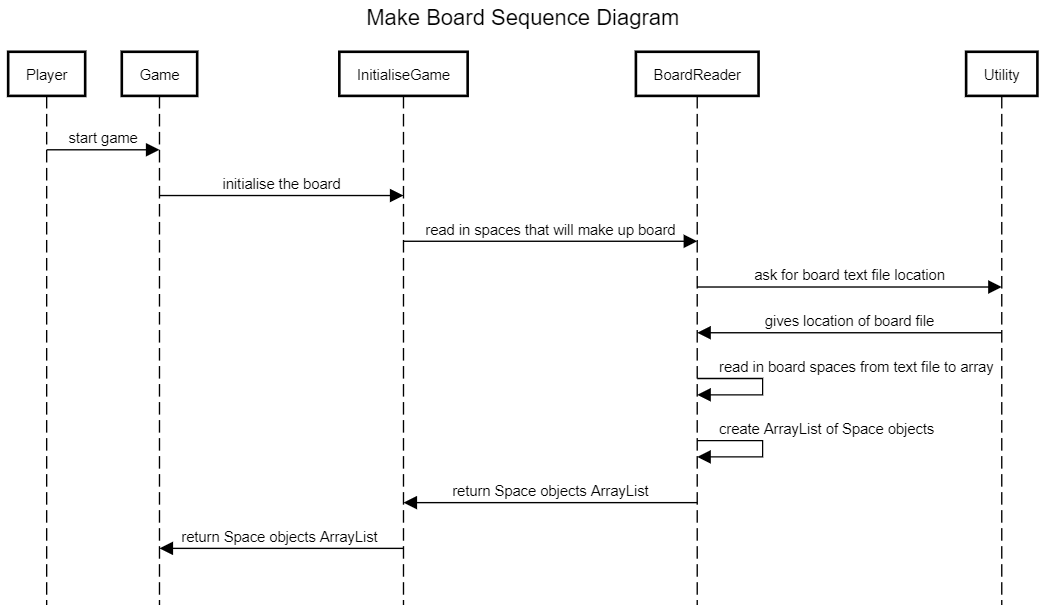 Make Board Sequence Diagram
Player
Game
InitialiseGame
BoardReader
Utility
start game
initialise the board
read in spaces that will make up board
ask for board text file location
gives location of board file
read in board spaces from text file to array
create ArrayList of Space objects
return Space objects ArrayList
return Space objects ArrayList